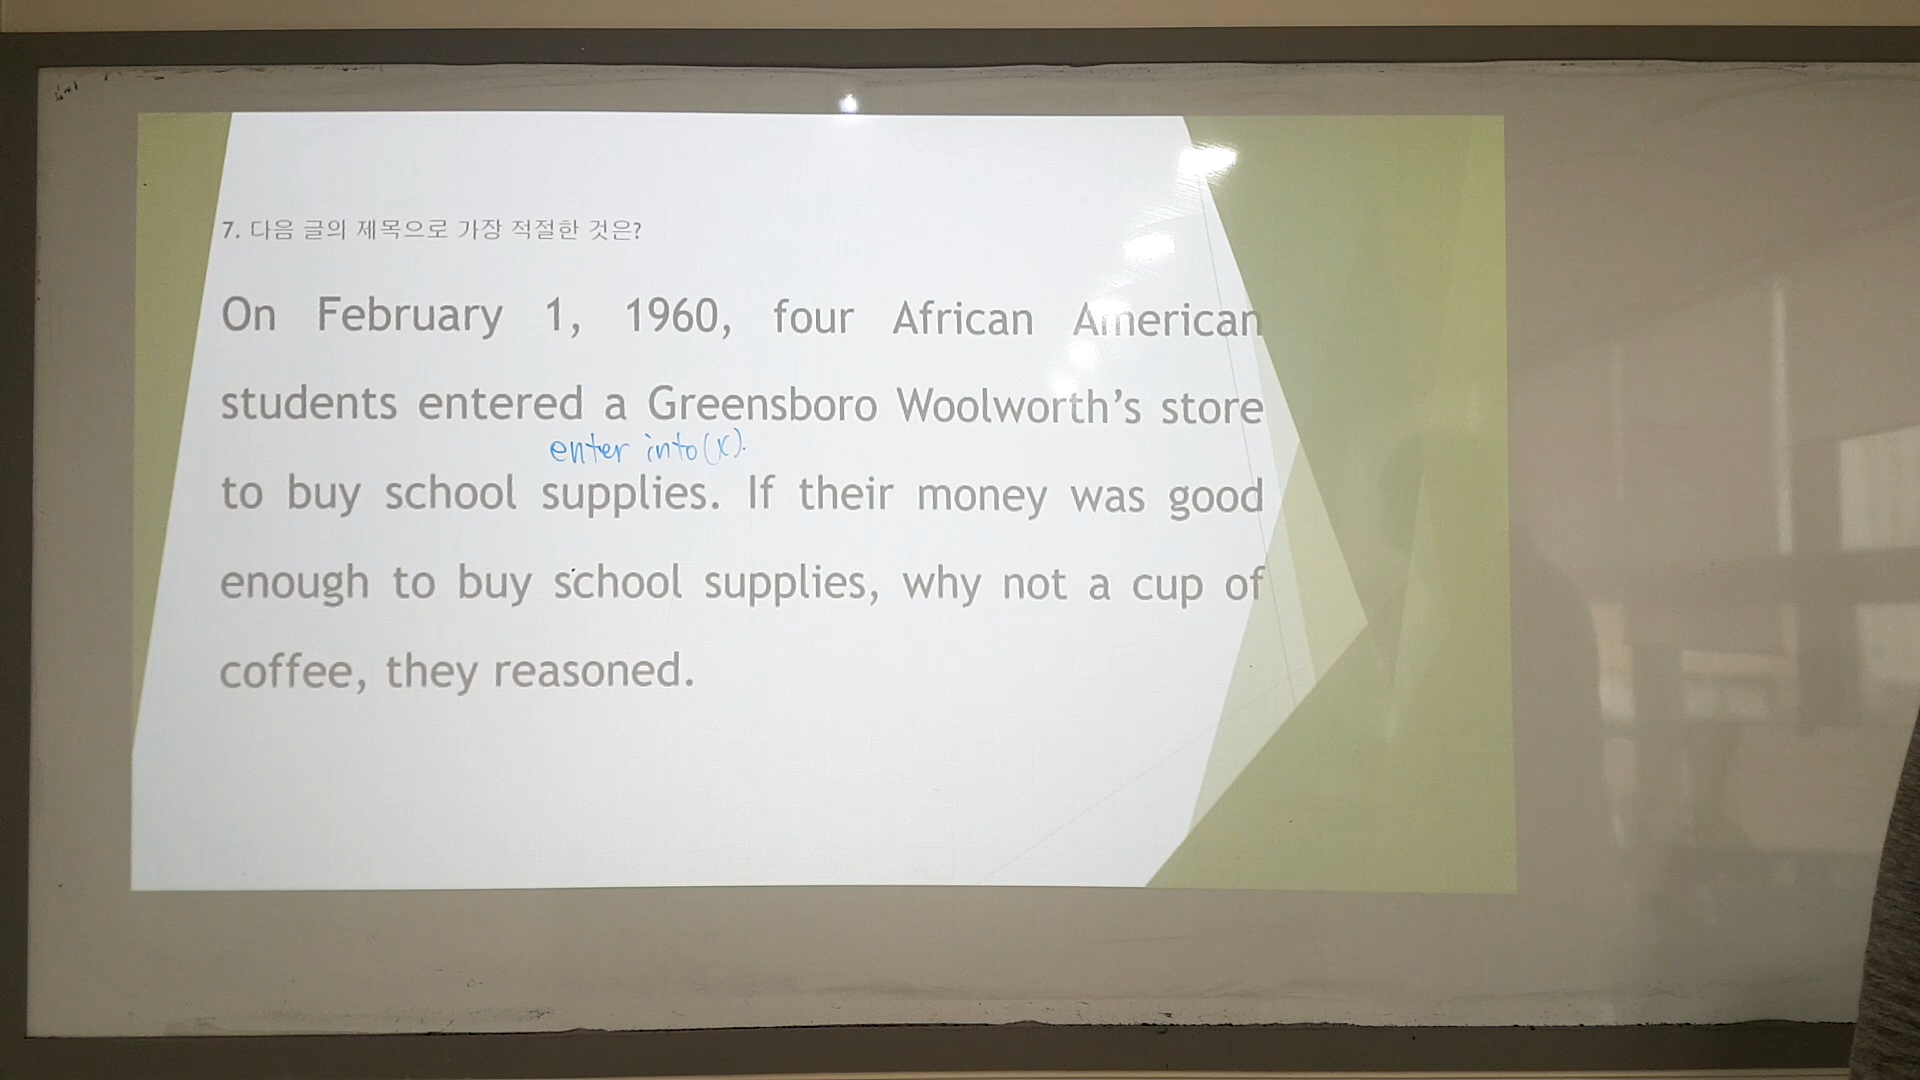 7. 다음 글의 제목으로 가장 적절한 것은?
On February 1, 1960, four African American
students entered a Greensboro Woolworth's store
enter into(x).
to buy school supplies. If their money was good
enough to buy school supplies, why not a cup of
coffee, they reasoned.